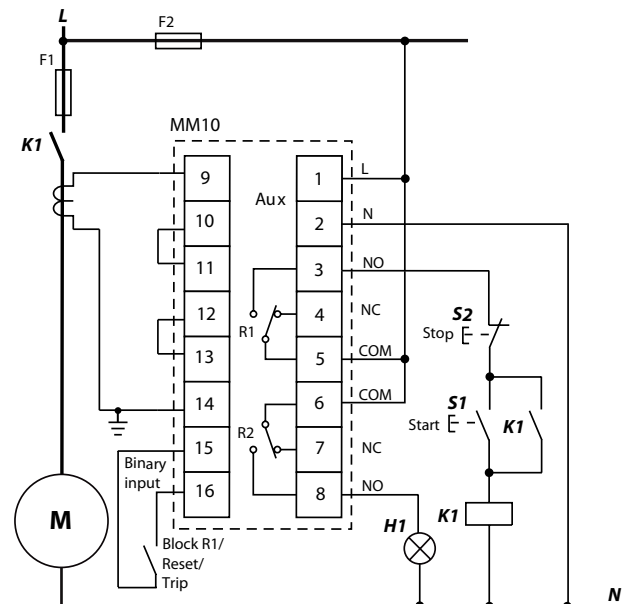 L
F2
F1
K1
MM10
Aux
9
10
11
12
13
14
15
16
1
2
3
4
5
6
7
8
L
N
NO
NC
COM
COM
NC
NO
R1
R2
Binary
input
Block R1/
Reset/
Trip
S2
Stop
S1
Start
K1
H1
K1
M
N